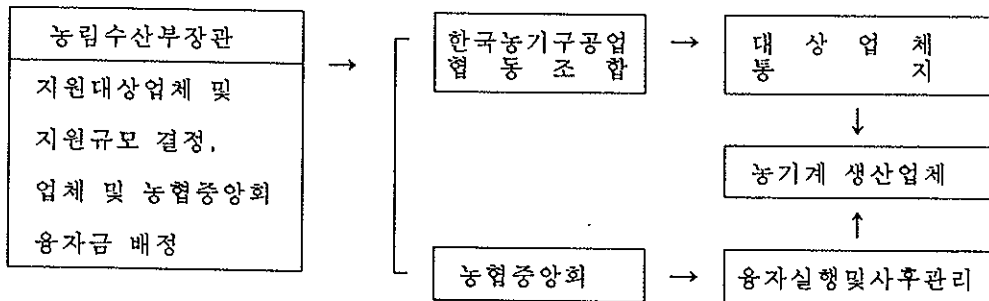 농림수산부장관
지원대상업체 및
지원규모 결정,
업체 및 농협중앙회
융자금 배정
→
한국농기구공업
협 동 조 합
→
대 상 업 체
통 지
↓
농기계 생산업체
↑
농협중앙회
→
융자실행및사후관리